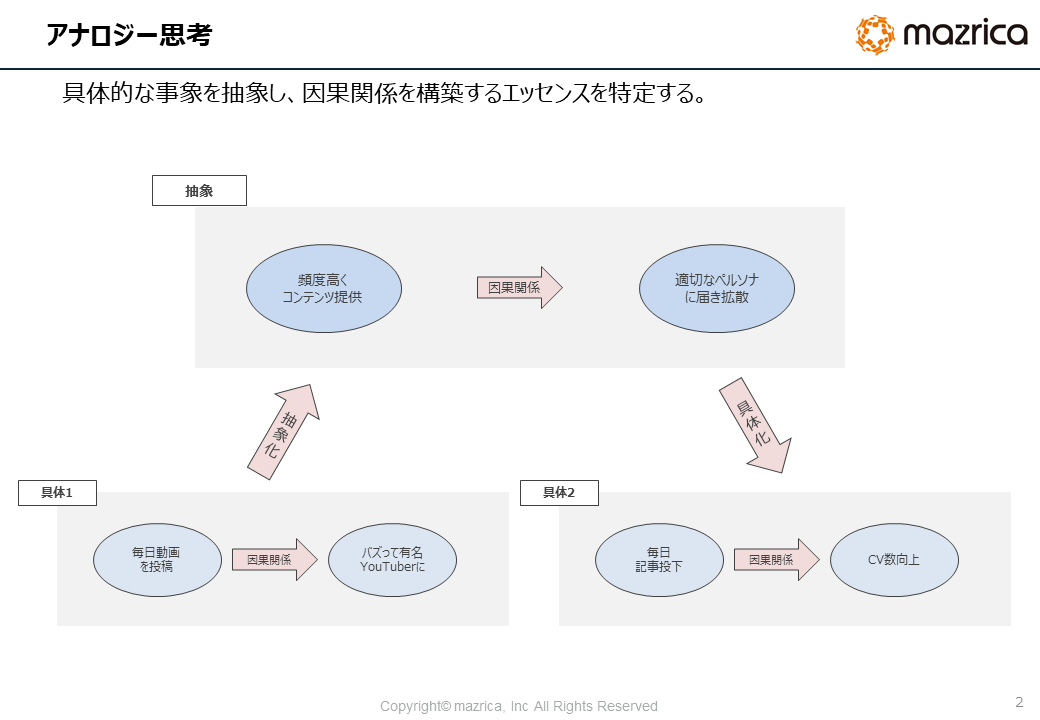 アナロジー思考
mazrica
具体的な事象を抽象し、因果関係を構築するエッセンスを特定する。
抽象
頻度高く
コンテンツ提供
因果関係
適切なペルソナ
に届き拡散
抽象化
具体化
具体1
毎日動画
を投稿
因果関係
バズって有名
YouTuberに
具体2
毎日
記事投下
因果関係
CV数向上
Copyright© mazrica, Inc All Rights Reserved
2